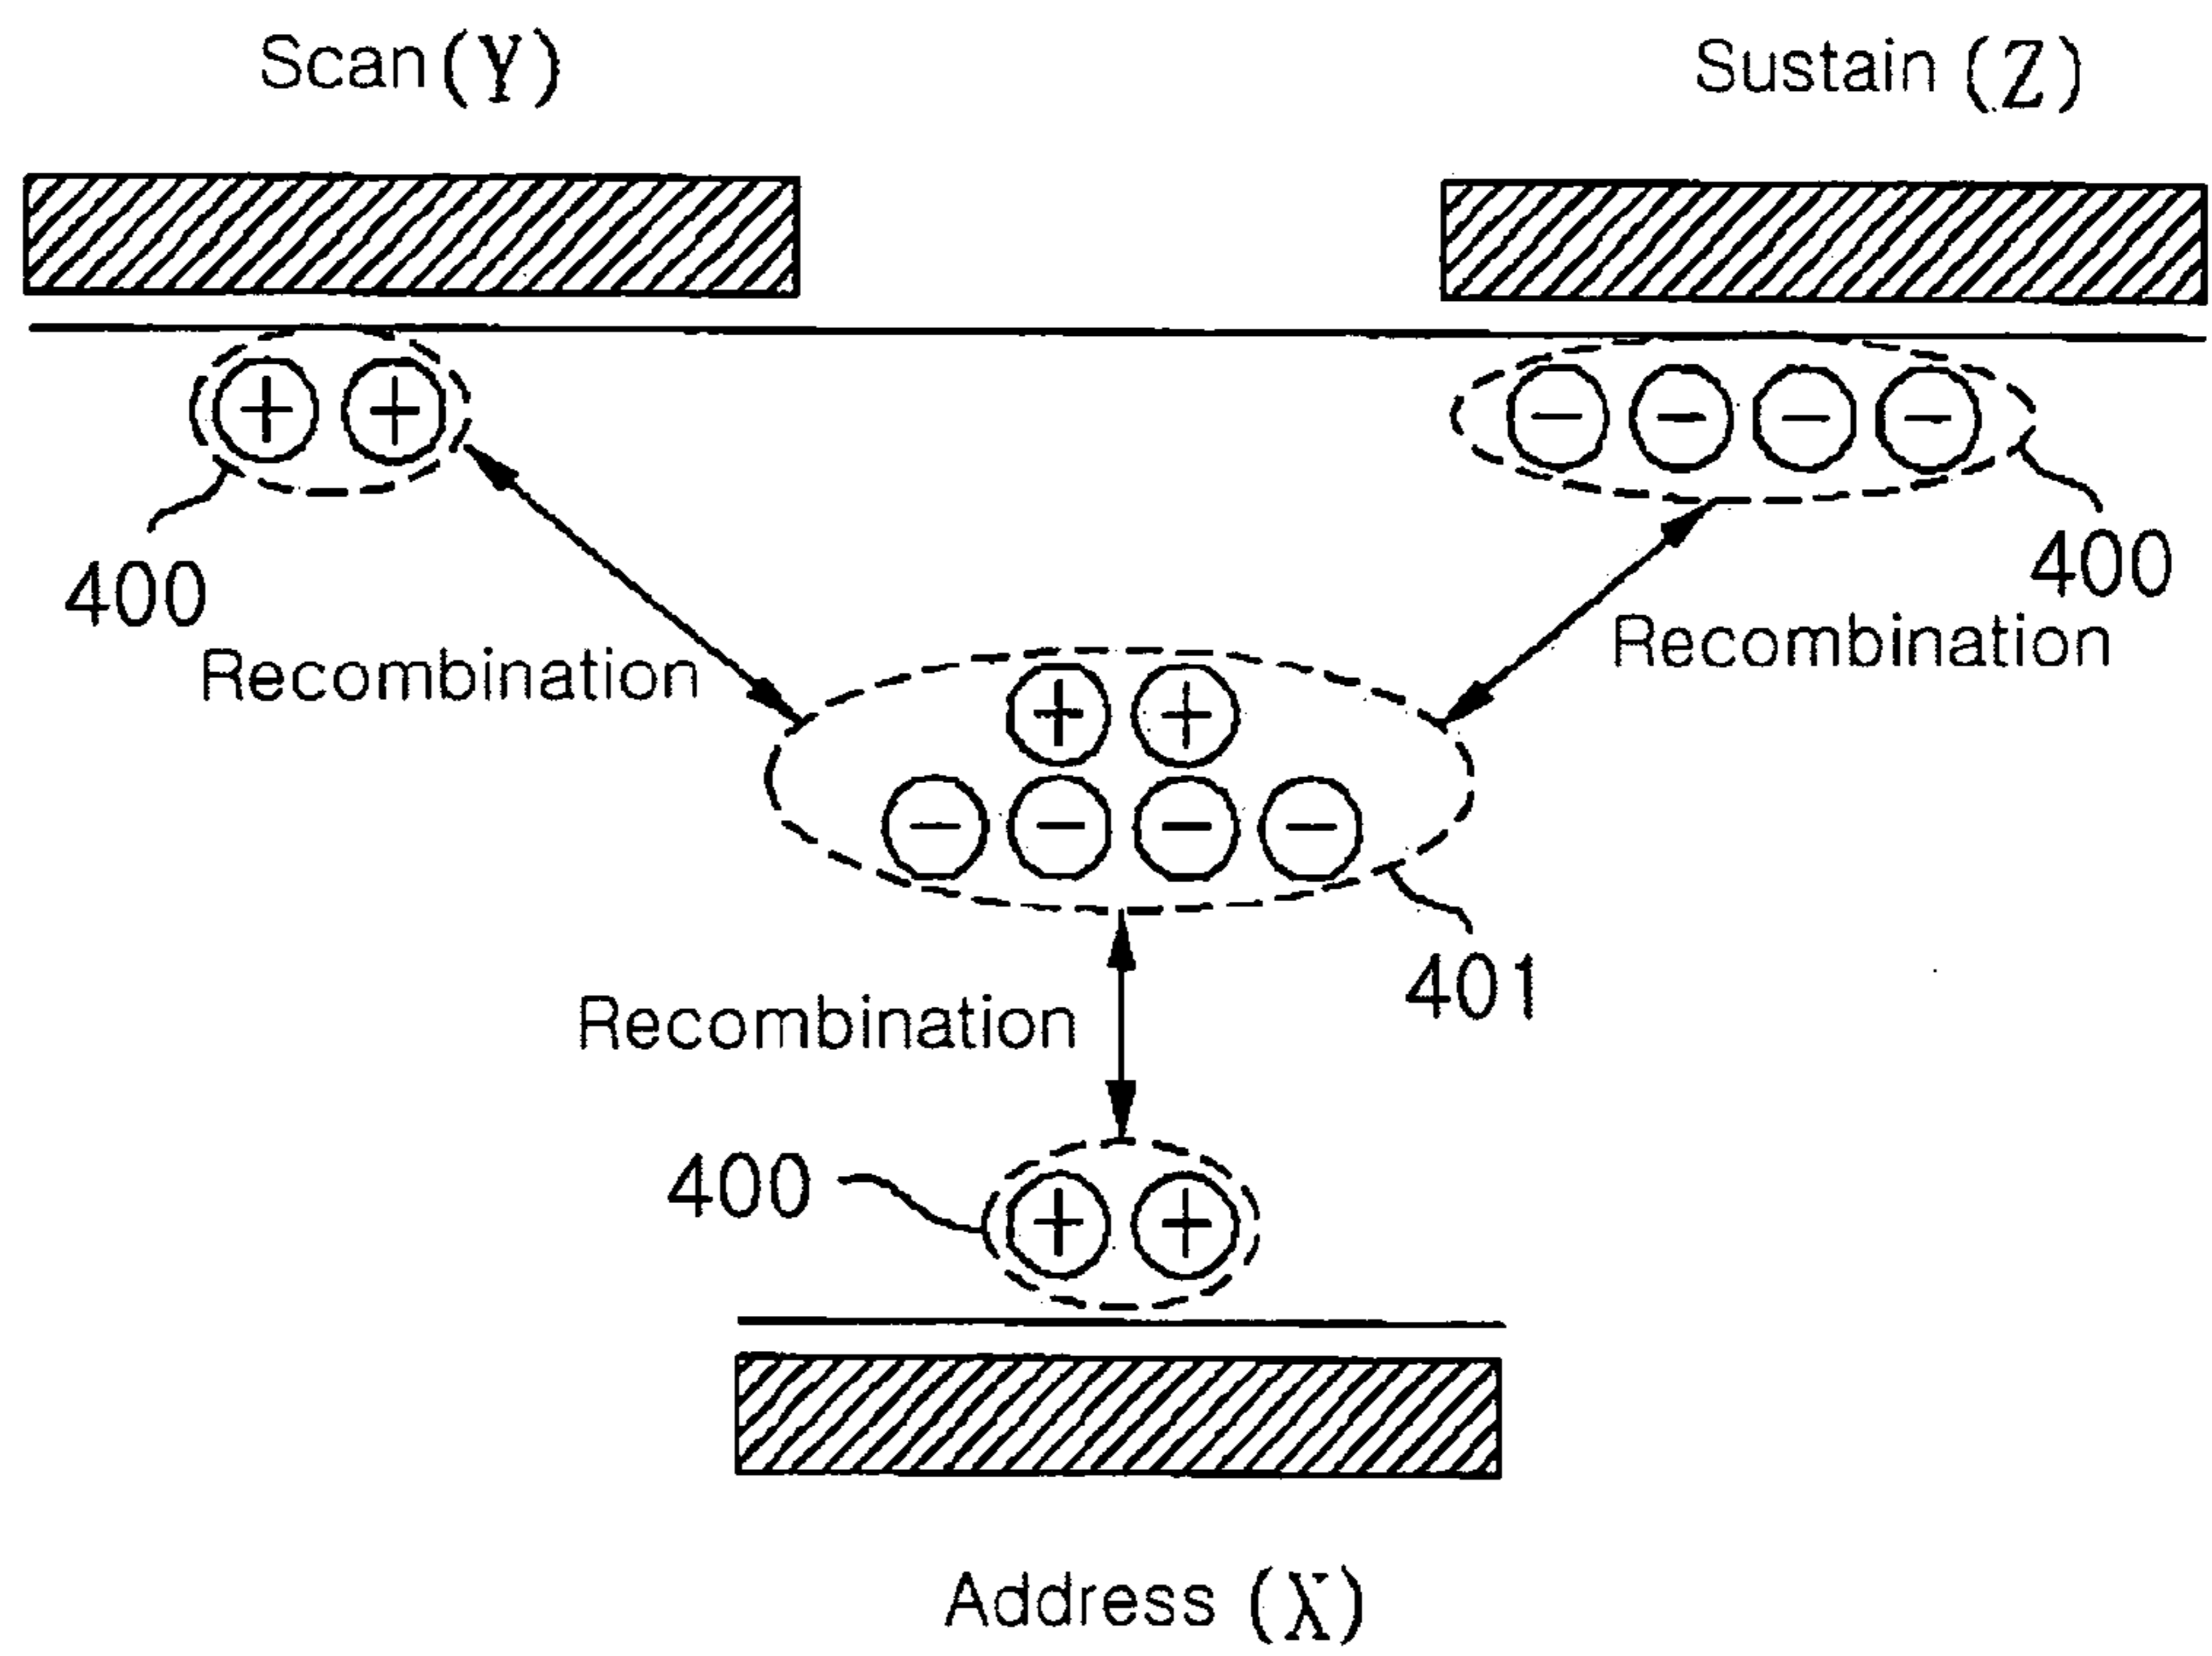 Scan (Y)
Sustain (Z)
400
400
Recombination
Recombination
401
Recombination
400
Address (X)